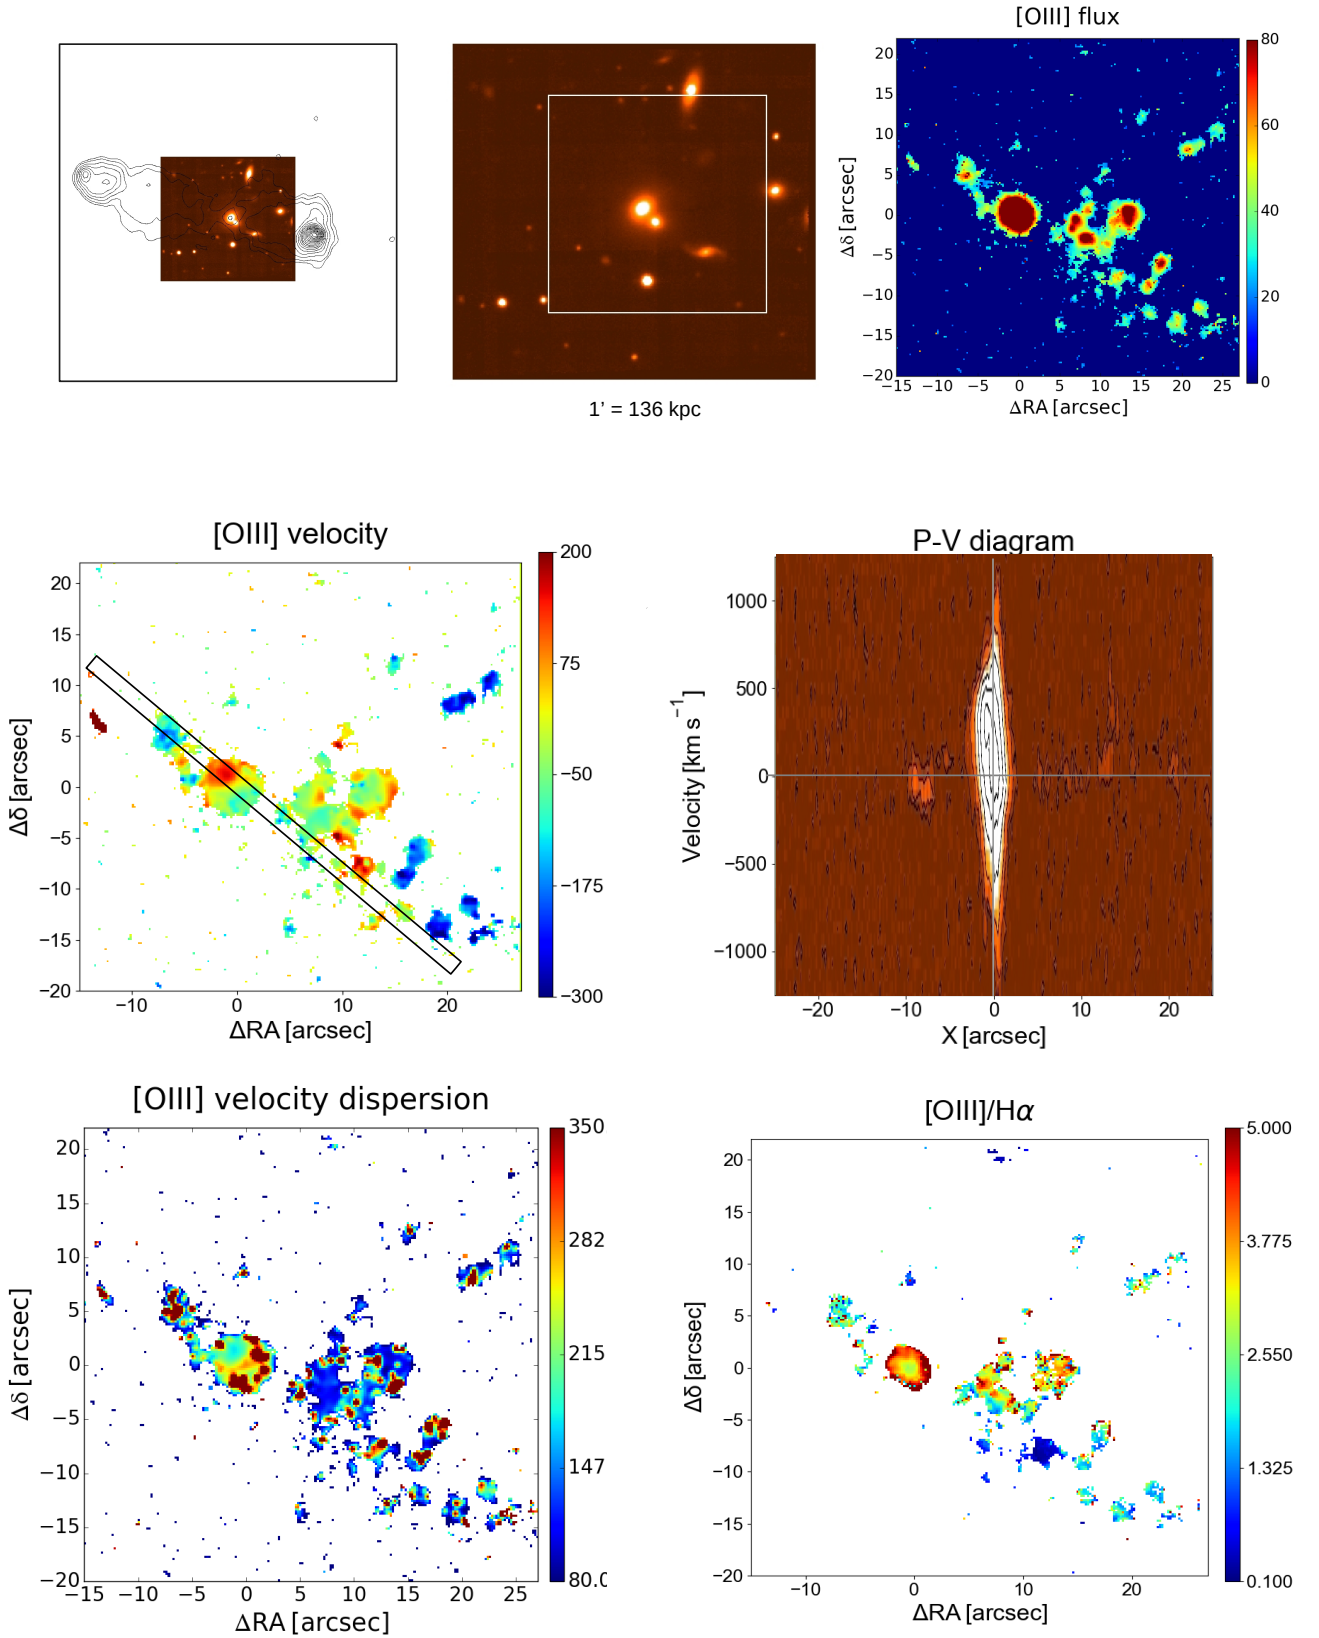 [OIII] flux
20
15
10
5
0
−5
−10
−15
−20
−15 −10 −5 0 5 10 15 20 25
Δδ [arcsec]
ΔRA [arcsec]
80
60
40
20
0
1’ = 136 kpc
[OIII] velocity
20
15
10
5
0
−5
−10
−15
−20
−10 0 10 20
Δδ [arcsec]
ΔRA [arcsec]
200
75
−50
−175
−300
P-V diagram
1000
500
0
−500
−1000
−20 −10 0 10 20
Velocity [km s−1]
X [arcsec]
[OIII] velocity dispersion
20
15
10
5
0
−5
−10
−15
−20
−15 −10 −5 0 5 10 15 20 25
Δδ [arcsec]
ΔRA [arcsec]
350
282
215
147
80.0
[OIII]/Hα
20
15
10
5
0
−5
−10
−15
−20
−10 0 10 20
Δδ [arcsec]
ΔRA [arcsec]
5.000
3.775
2.550
1.325
0.100